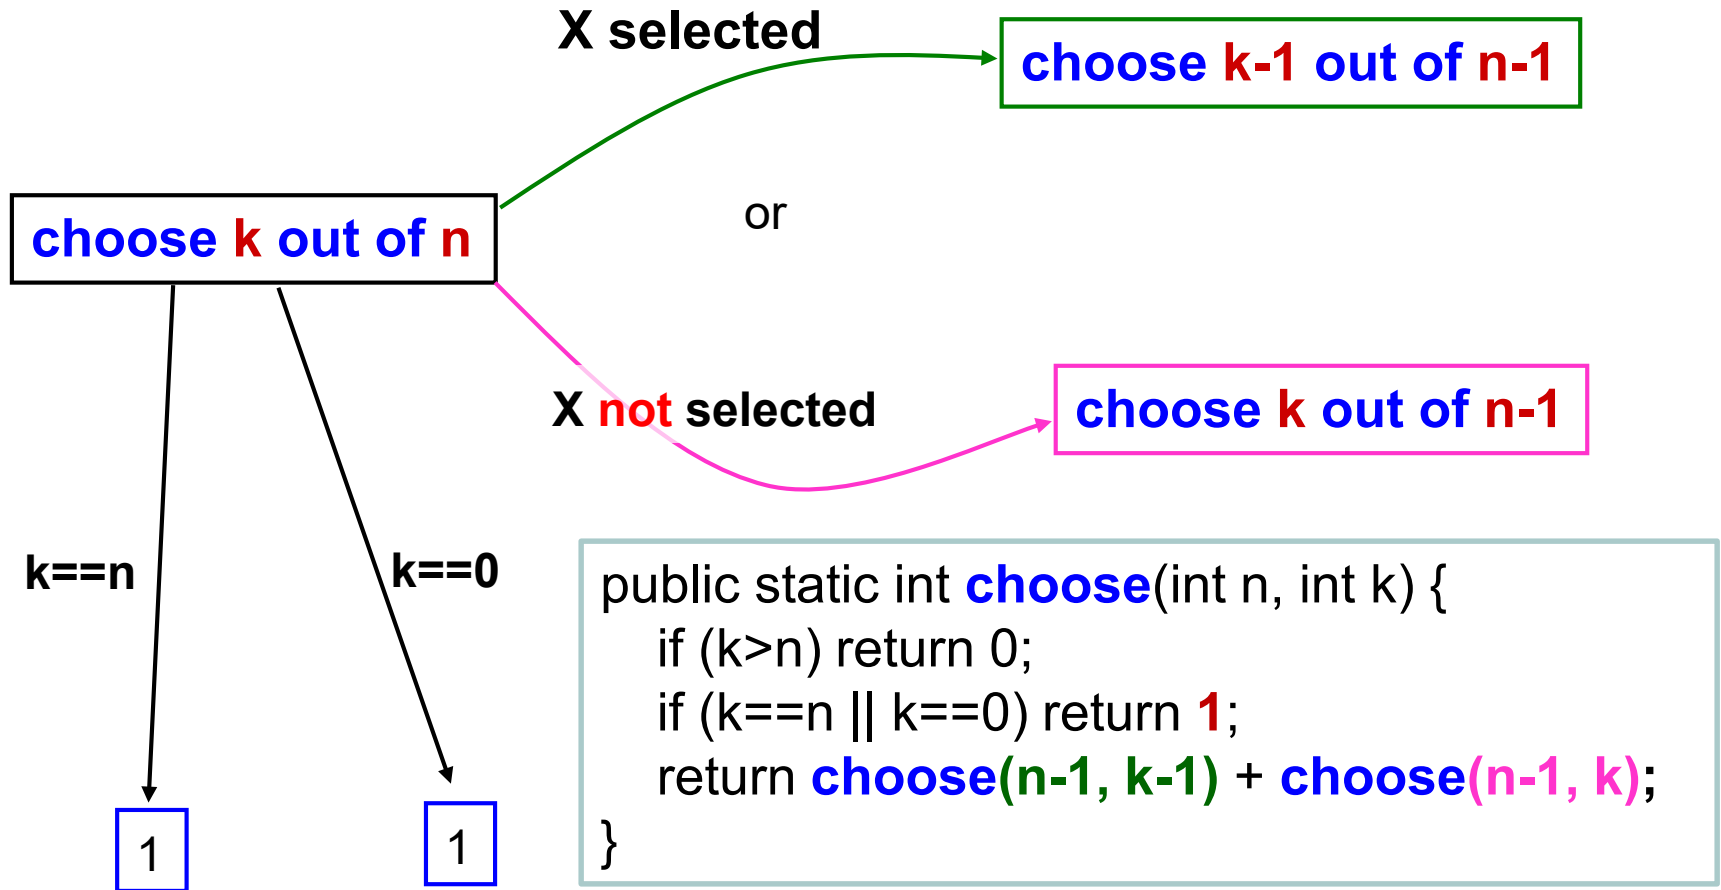 X selected
choose k-1 out of n-1
or
choose k out of n
X not selected
choose k out of n-1
k==n
k==0
1
1
public static int choose(int n, int k) {
if (k>n) return 0;
if (k==n || k==0) return 1;
return choose(n-1, k-1) + choose(n-1, k);
}